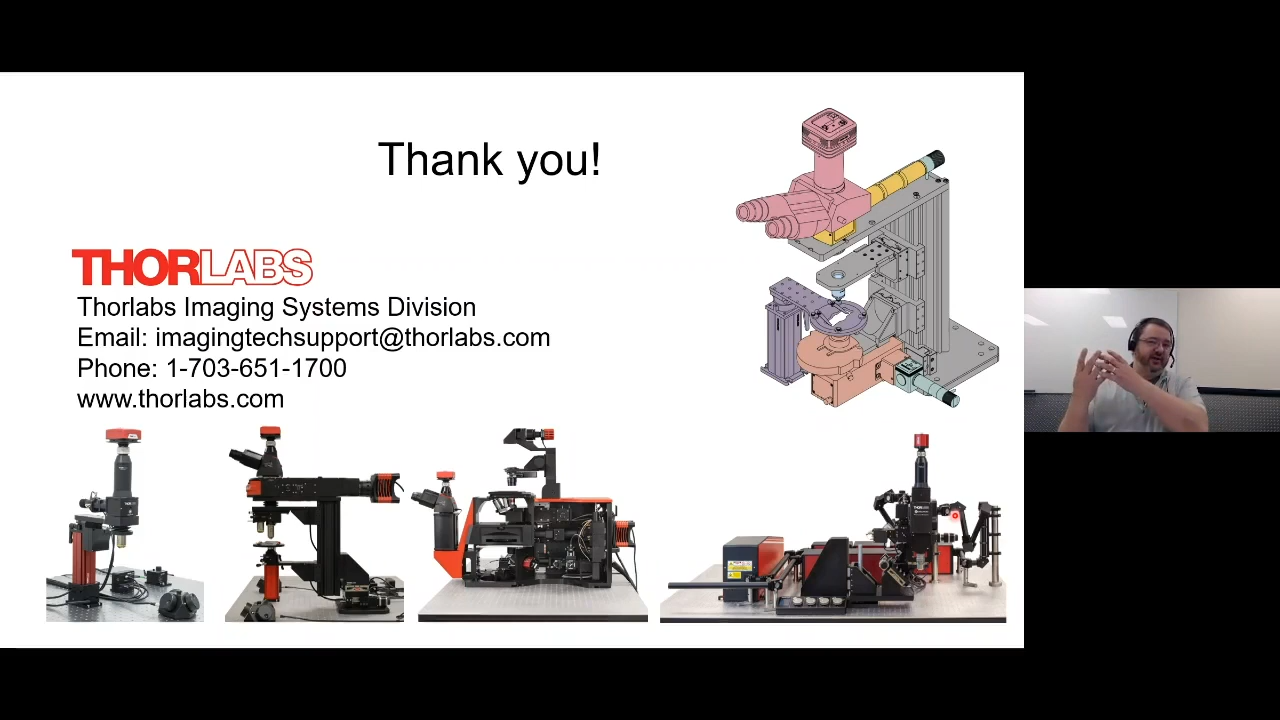 Thank you!
THORLABS
Thorlabs Imaging Systems Division
Email: imagingtechsupport@thorlabs.com
Phone: 1-703-651-1700
www.thorlabs.com
THORLABS